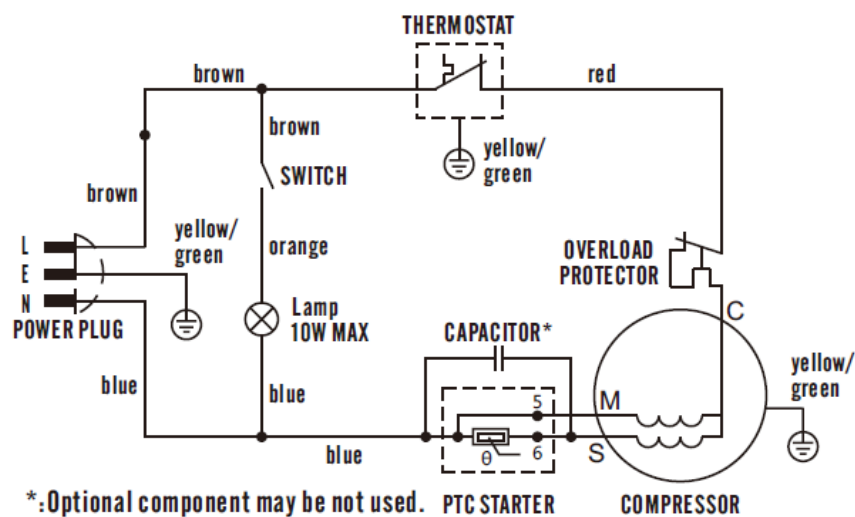 THERMOSTAT
brown
red
brown
yellow/
green
SWITCH
brown
yellow/
green
orange
OVERLOAD
PROTECTOR
L
E
N
POWER PLUG
Lamp
10W MAX
C
CAPACITOR*
yellow/
green
blue
blue
5
M
blue
θ
6
S
*:Optional component may be not used.
PTC STARTER
COMPRESSOR